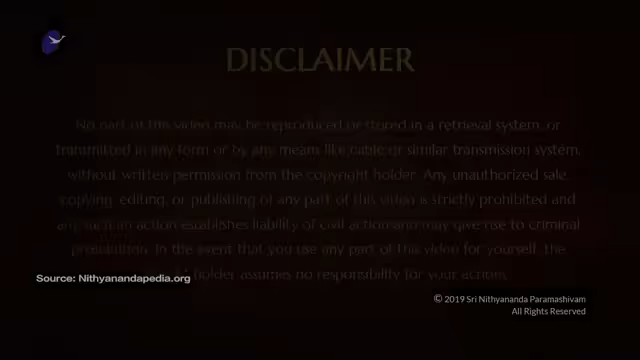 DISCLAIMER
No part of this video may be reproduced or stored in a retrieval system, or
transmitted in any form or by any means like cable or similar transmission system,
without written permission from the copyright holder. Any unauthorized sale,
copying, editing, or publishing of any part of this video is strictly prohibited and
any such an action establishes liability of civil action and may give rise to criminal
prosecution. In the event that you use any part of this video for yourself, the
holder assumes no responsibility for your actions.
Source: Nithyanandapedia.org
© 2019 Sri Nithyananda Paramashivam
All Rights Reserved